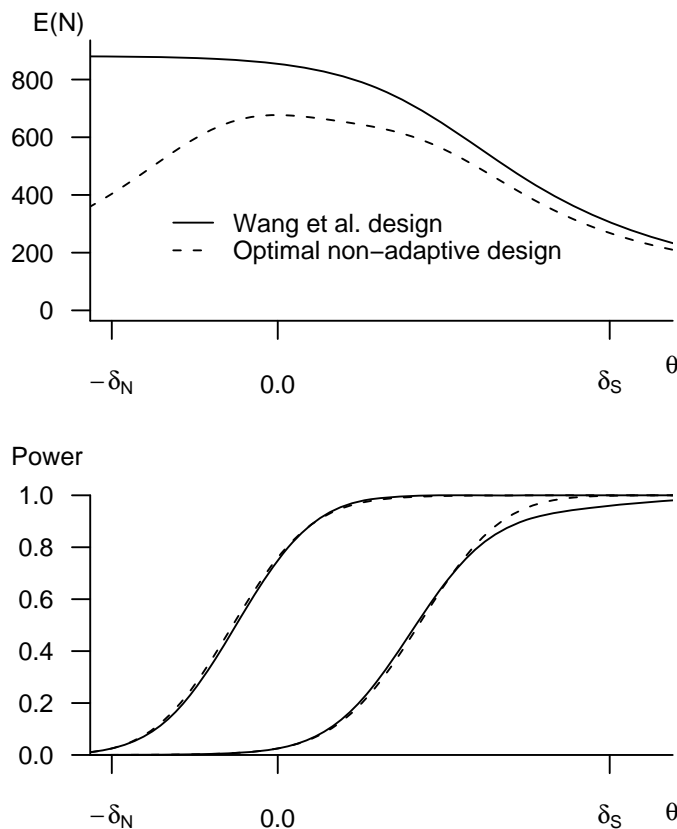 E(N)
800
600
400
200
0
Wang et al. design
Optimal non−adaptive design
−δN 0.0 δS θ
Power
1.0
0.8
0.6
0.4
0.2
0.0
−δN 0.0 δS θ